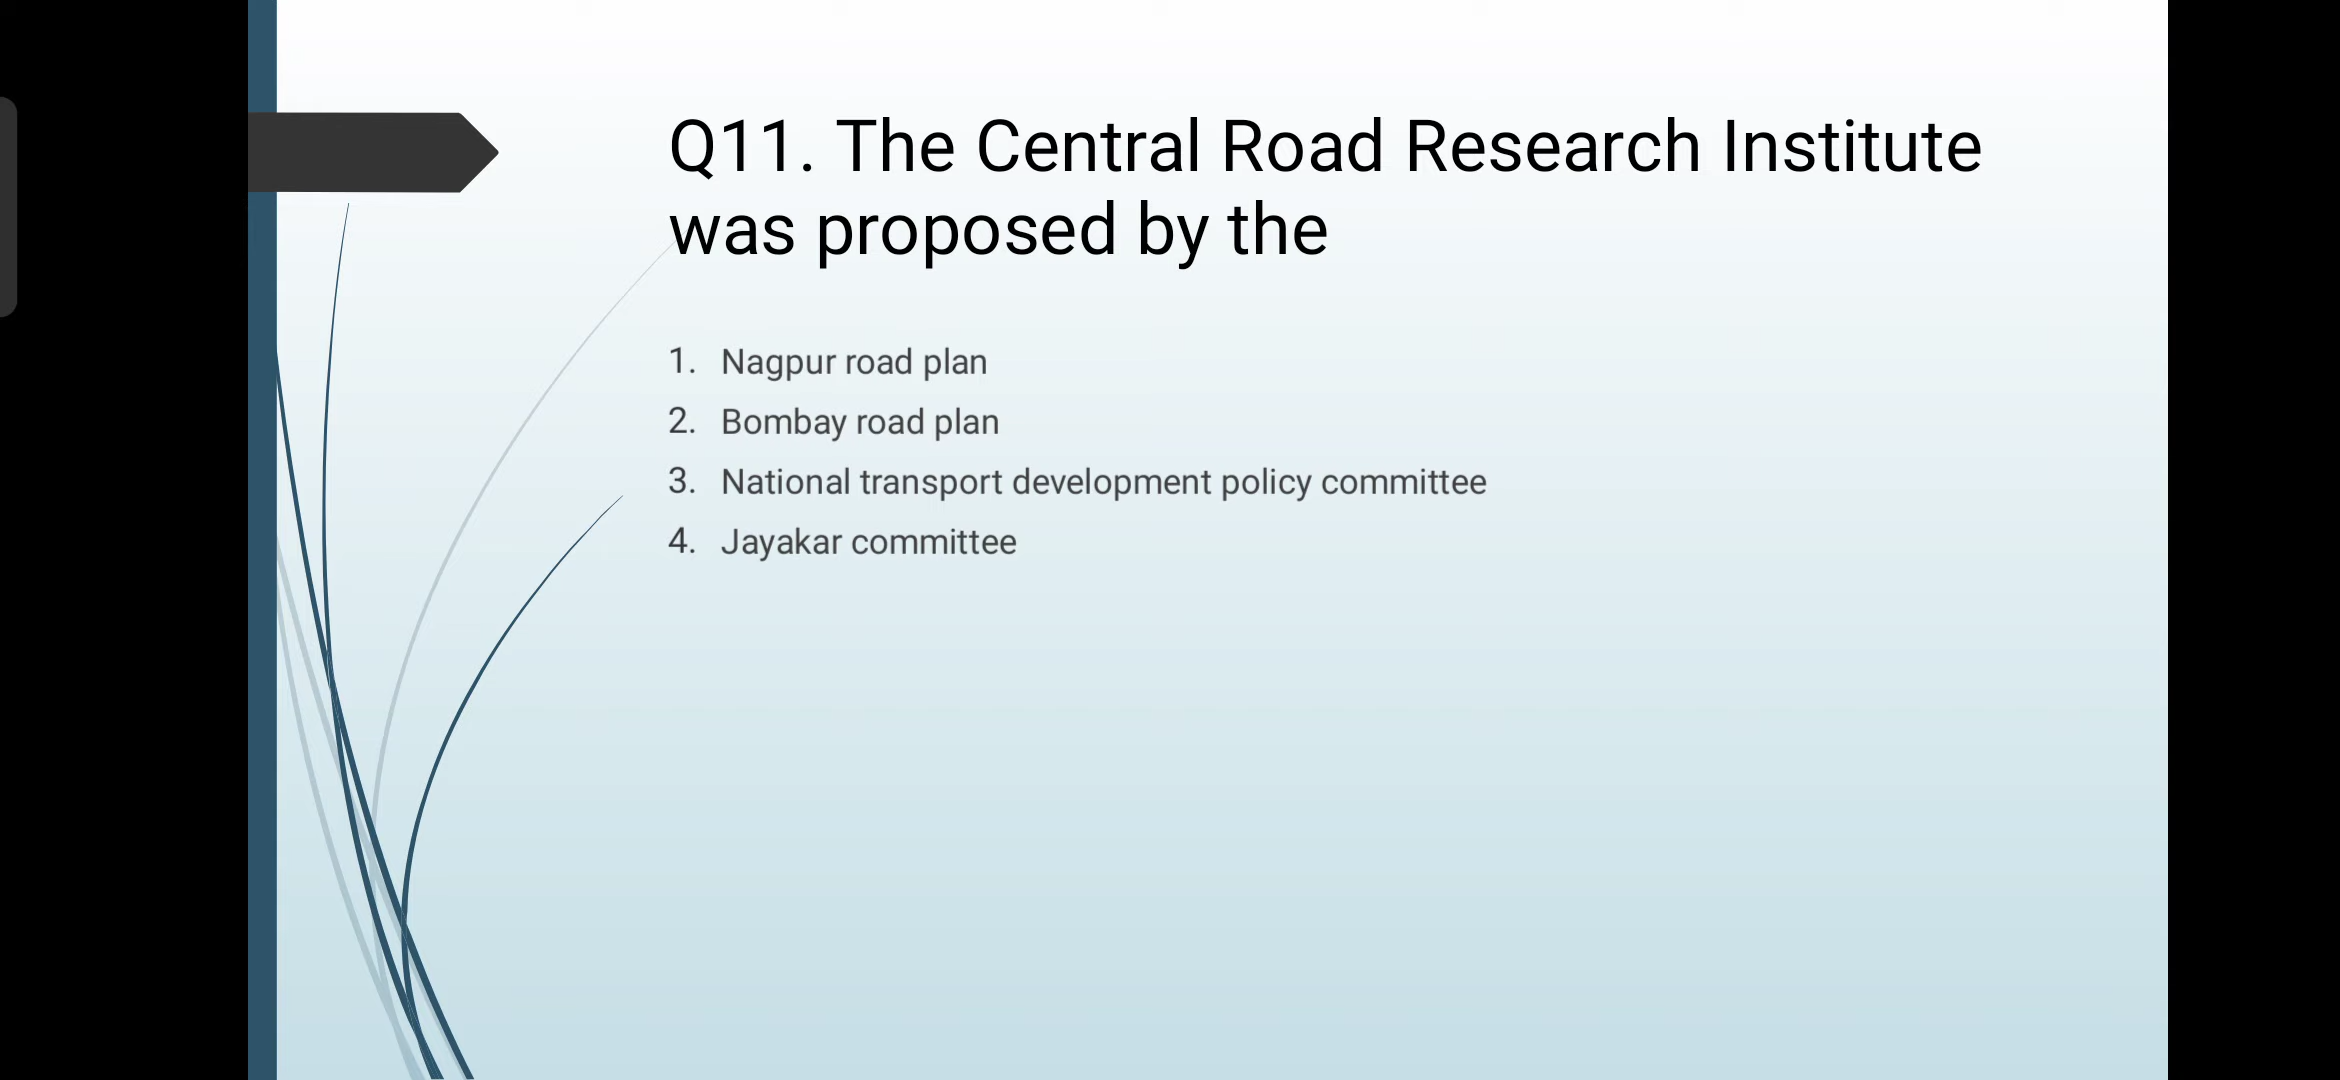 Q11. The Central Road Research Institute
was proposed by the
1. Nagpur road plan
2. Bombay road plan
3. National transport development policy committee
4. Jayakar committee